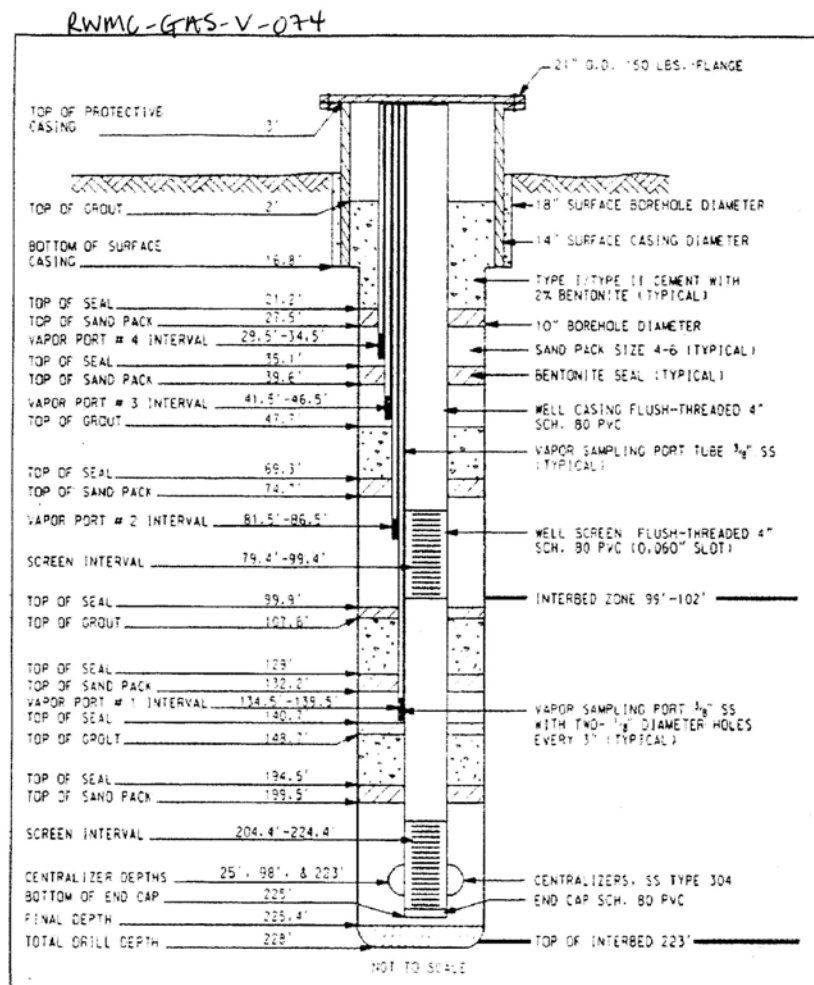 RWMC-GAS-V-074
21" O.D. 150 LBS. FLANGE
TOP OF PROTECTIVE
CASING 3'
TOP OF GROUT 2'
18" SURFACE BOREHOLE DIAMETER
BOTTOM OF SURFACE
CASING 16.8'
14" SURFACE CASING DIAMETER
TYPE I/TYPE II CEMENT WITH
2% BENTONITE (TYPICAL)
TOP OF SEAL 21.2'
TOP OF SAND PACK 27.5'
10" BOREHOLE DIAMETER
VAPOR PORT # 4 INTERVAL 29.5'-34.5'
SAND PACK SIZE 4-6 (TYPICAL)
TOP OF SEAL 35.1'
TOP OF SAND PACK 39.6'
BENTONITE SEAL (TYPICAL)
VAPOR PORT # 3 INTERVAL 41.5'-46.5'
TOP OF GROUT 47.7'
WELL CASING FLUSH-THREADED 4"
SCH. 80 PVC
VAPOR SAMPLING PORT TUBE 3/8" SS
(TYPICAL)
TOP OF SEAL 69.3'
TOP OF SAND PACK 74.7'
VAPOR PORT # 2 INTERVAL 81.5'-86.5'
WELL SCREEN FLUSH-THREADED 4"
SCH. 80 PVC (0.060" SLOT)
SCREEN INTERVAL 79.4'-99.4'
TOP OF SEAL 99.9'
INTERBED ZONE 99'-102'
TOP OF GROUT 107.6'
TOP OF SEAL 129'
TOP OF SAND PACK 132.2'
VAPOR PORT # 1 INTERVAL 134.5'-139.5'
TOP OF SEAL 140.7'
VAPOR SAMPLING PORT 3/8" SS
WITH TWO- 1/8" DIAMETER HOLES
EVERY 3" (TYPICAL)
TOP OF GROUT 148.7'
TOP OF SEAL 194.5'
TOP OF SAND PACK 199.5'
SCREEN INTERVAL 204.4'-224.4'
CENTRALIZER DEPTHS 25', 98', & 223'
CENTRALIZERS, SS TYPE 304
BOTTOM OF END CAP 225'
END CAP SCH. 80 PVC
FINAL DEPTH 225.4'
TOTAL DRILL DEPTH 228'
TOP OF INTERBED 223'
NOT TO SCALE